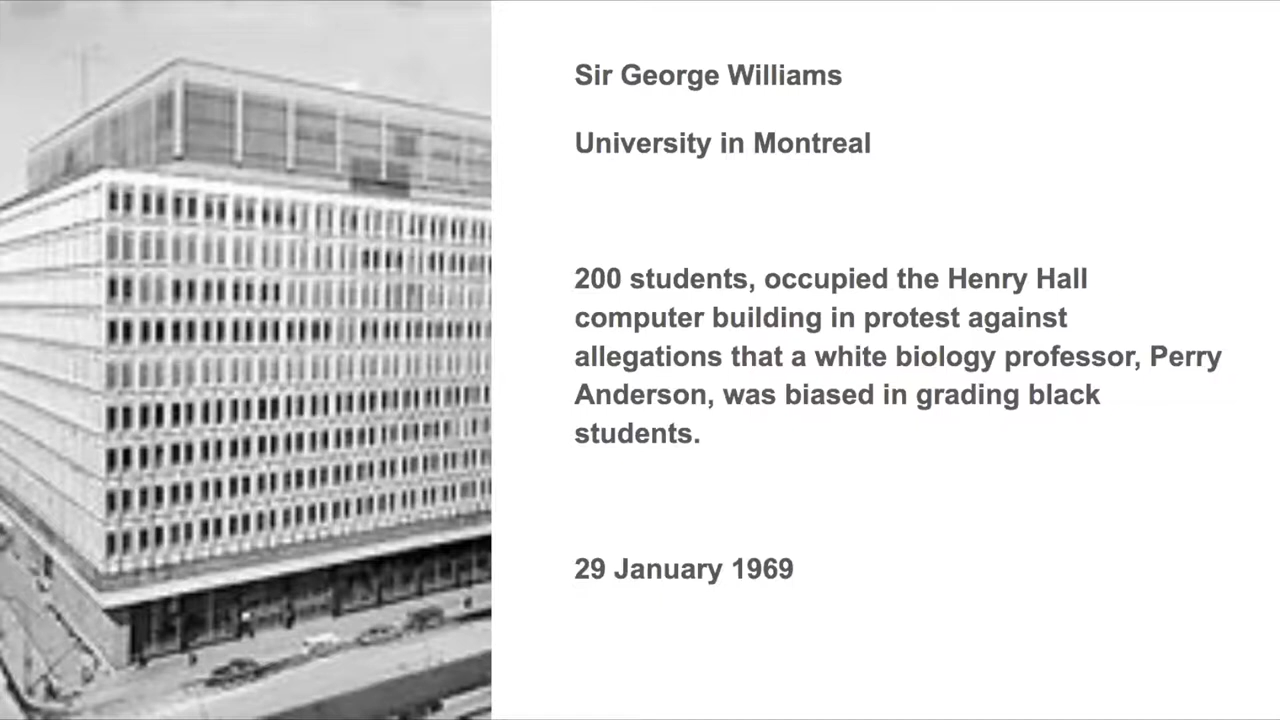 Sir George Williams
University in Montreal
200 students, occupied the Henry Hall
computer building in protest against
allegations that a white biology professor, Perry
Anderson, was biased in grading black
students.
29 January 1969